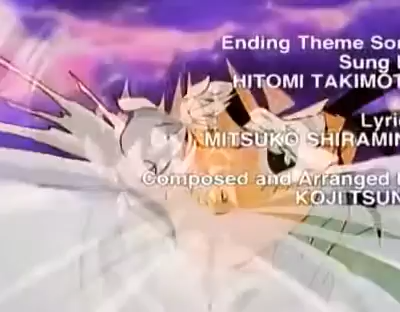 Ending Theme Son
Sung
HITOMI TAKIMOT
Lyric
MITSUKO SHIRAMIN
Composed and Arranged
KOJI TSUN